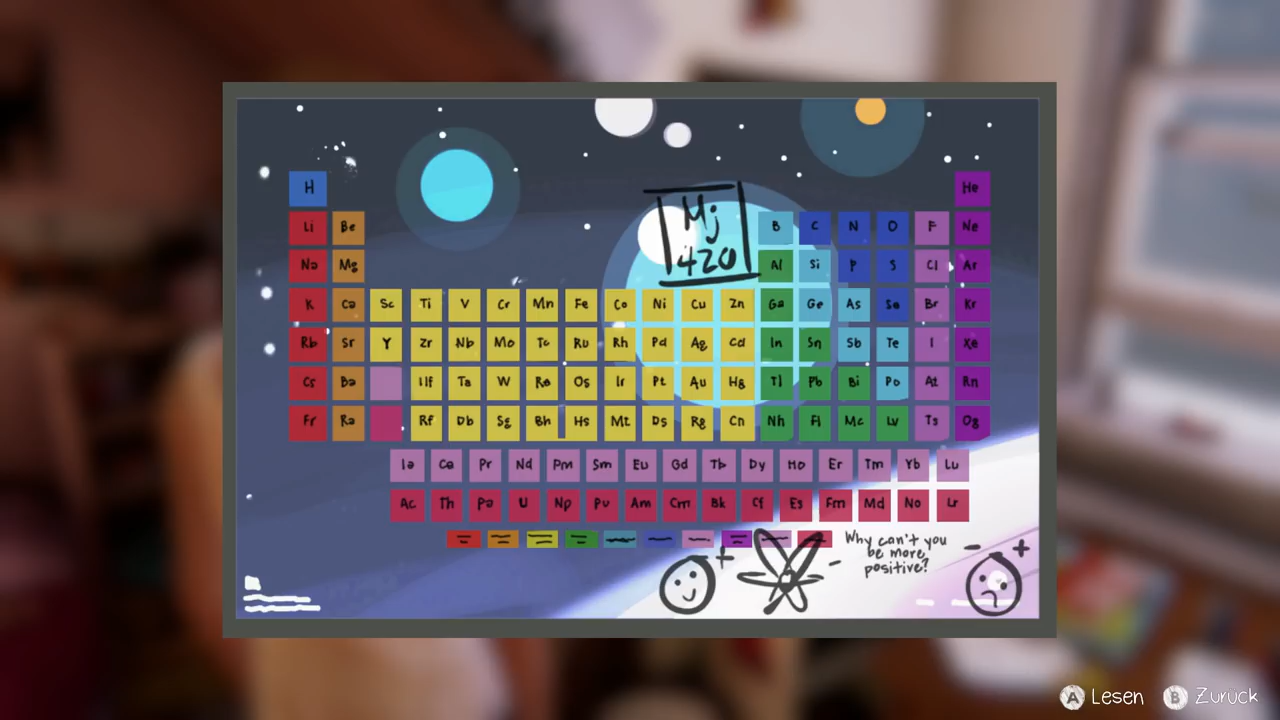 H He
Li Be B C N O F Ne
Na Mg Al Si P S Cl Ar
K Ca Sc Ti V Cr Mn Fe Co Ni Cu Zn Ga Ge As Se Br Kr
Rb Sr Y Zr Nb Mo Tc Ru Rh Pd Ag Cd In Sn Sb Te I Xe
Cs Ba Hf Ta W Re Os Ir Pt Au Hg Tl Pb Bi Po At Rn
Fr Ra Rf Db Sg Bh Hs Mt Ds Rg Cn Nh Fl Mc Lv Ts Og
la Ce Pr Nd Pm Sm Eu Gd Tb Dy Ho Er Tm Yb Lu
Ac Th Pa U Np Pu Am Cm Bk Cf Es Fm Md No Lr
Mj
420
Why can't you
be more
positive?
+
-
- +
A Lesen B Zurück